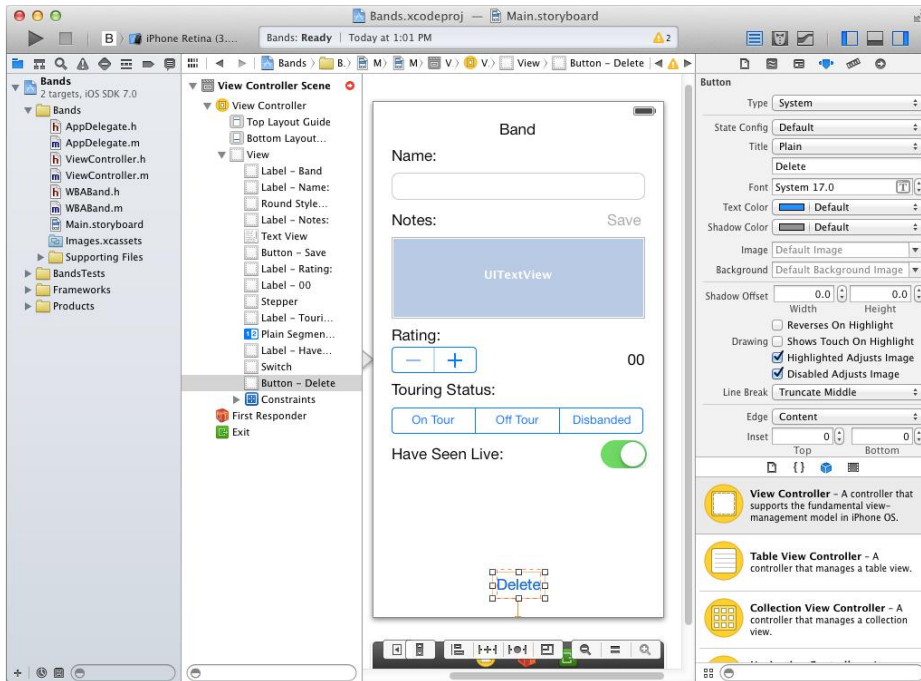 Bands.xcodeproj — Main.storyboard
B iPhone Retina (3.... Bands: Ready | Today at 1:01 PM 2
Bands B. M M V V. View Button – Delete
Bands
2 targets, iOS SDK 7.0
Bands
h AppDelegate.h
m AppDelegate.m
h ViewController.h
m ViewController.m
h WBABand.h
m WBABand.m
Main.storyboard
Images.xcassets
Supporting Files
BandsTests
Frameworks
Products
View Controller Scene
View Controller
Top Layout Guide
Bottom Layout...
View
Label – Band
Label – Name:
Round Style...
Label – Notes:
Text View
Button – Save
Label – Rating:
Label – 00
Stepper
Label – Touri...
1 2 Plain Segmen...
Label – Have...
Switch
Button – Delete
Constraints
First Responder
Exit
Band
Name:
Notes: Save
UITextView
Rating:
− + 00
Touring Status:
On Tour Off Tour Disbanded
Have Seen Live:
Delete
Button
Type System
State Config Default
Title Plain
Delete
Font System 17.0 T
Text Color Default
Shadow Color Default
Image Default Image
Background Default Background Image
Shadow Offset 0.0 0.0
Width Height
Reverses On Highlight
Drawing Shows Touch On Highlight
Highlighted Adjusts Image
Disabled Adjusts Image
Line Break Truncate Middle
Edge Content
Inset 0 0
Top Bottom
{ }
View Controller – A controller that
supports the fundamental view-
management model in iPhone OS.
Table View Controller – A
controller that manages a table view.
Collection View Controller – A
controller that manages a collection
view.